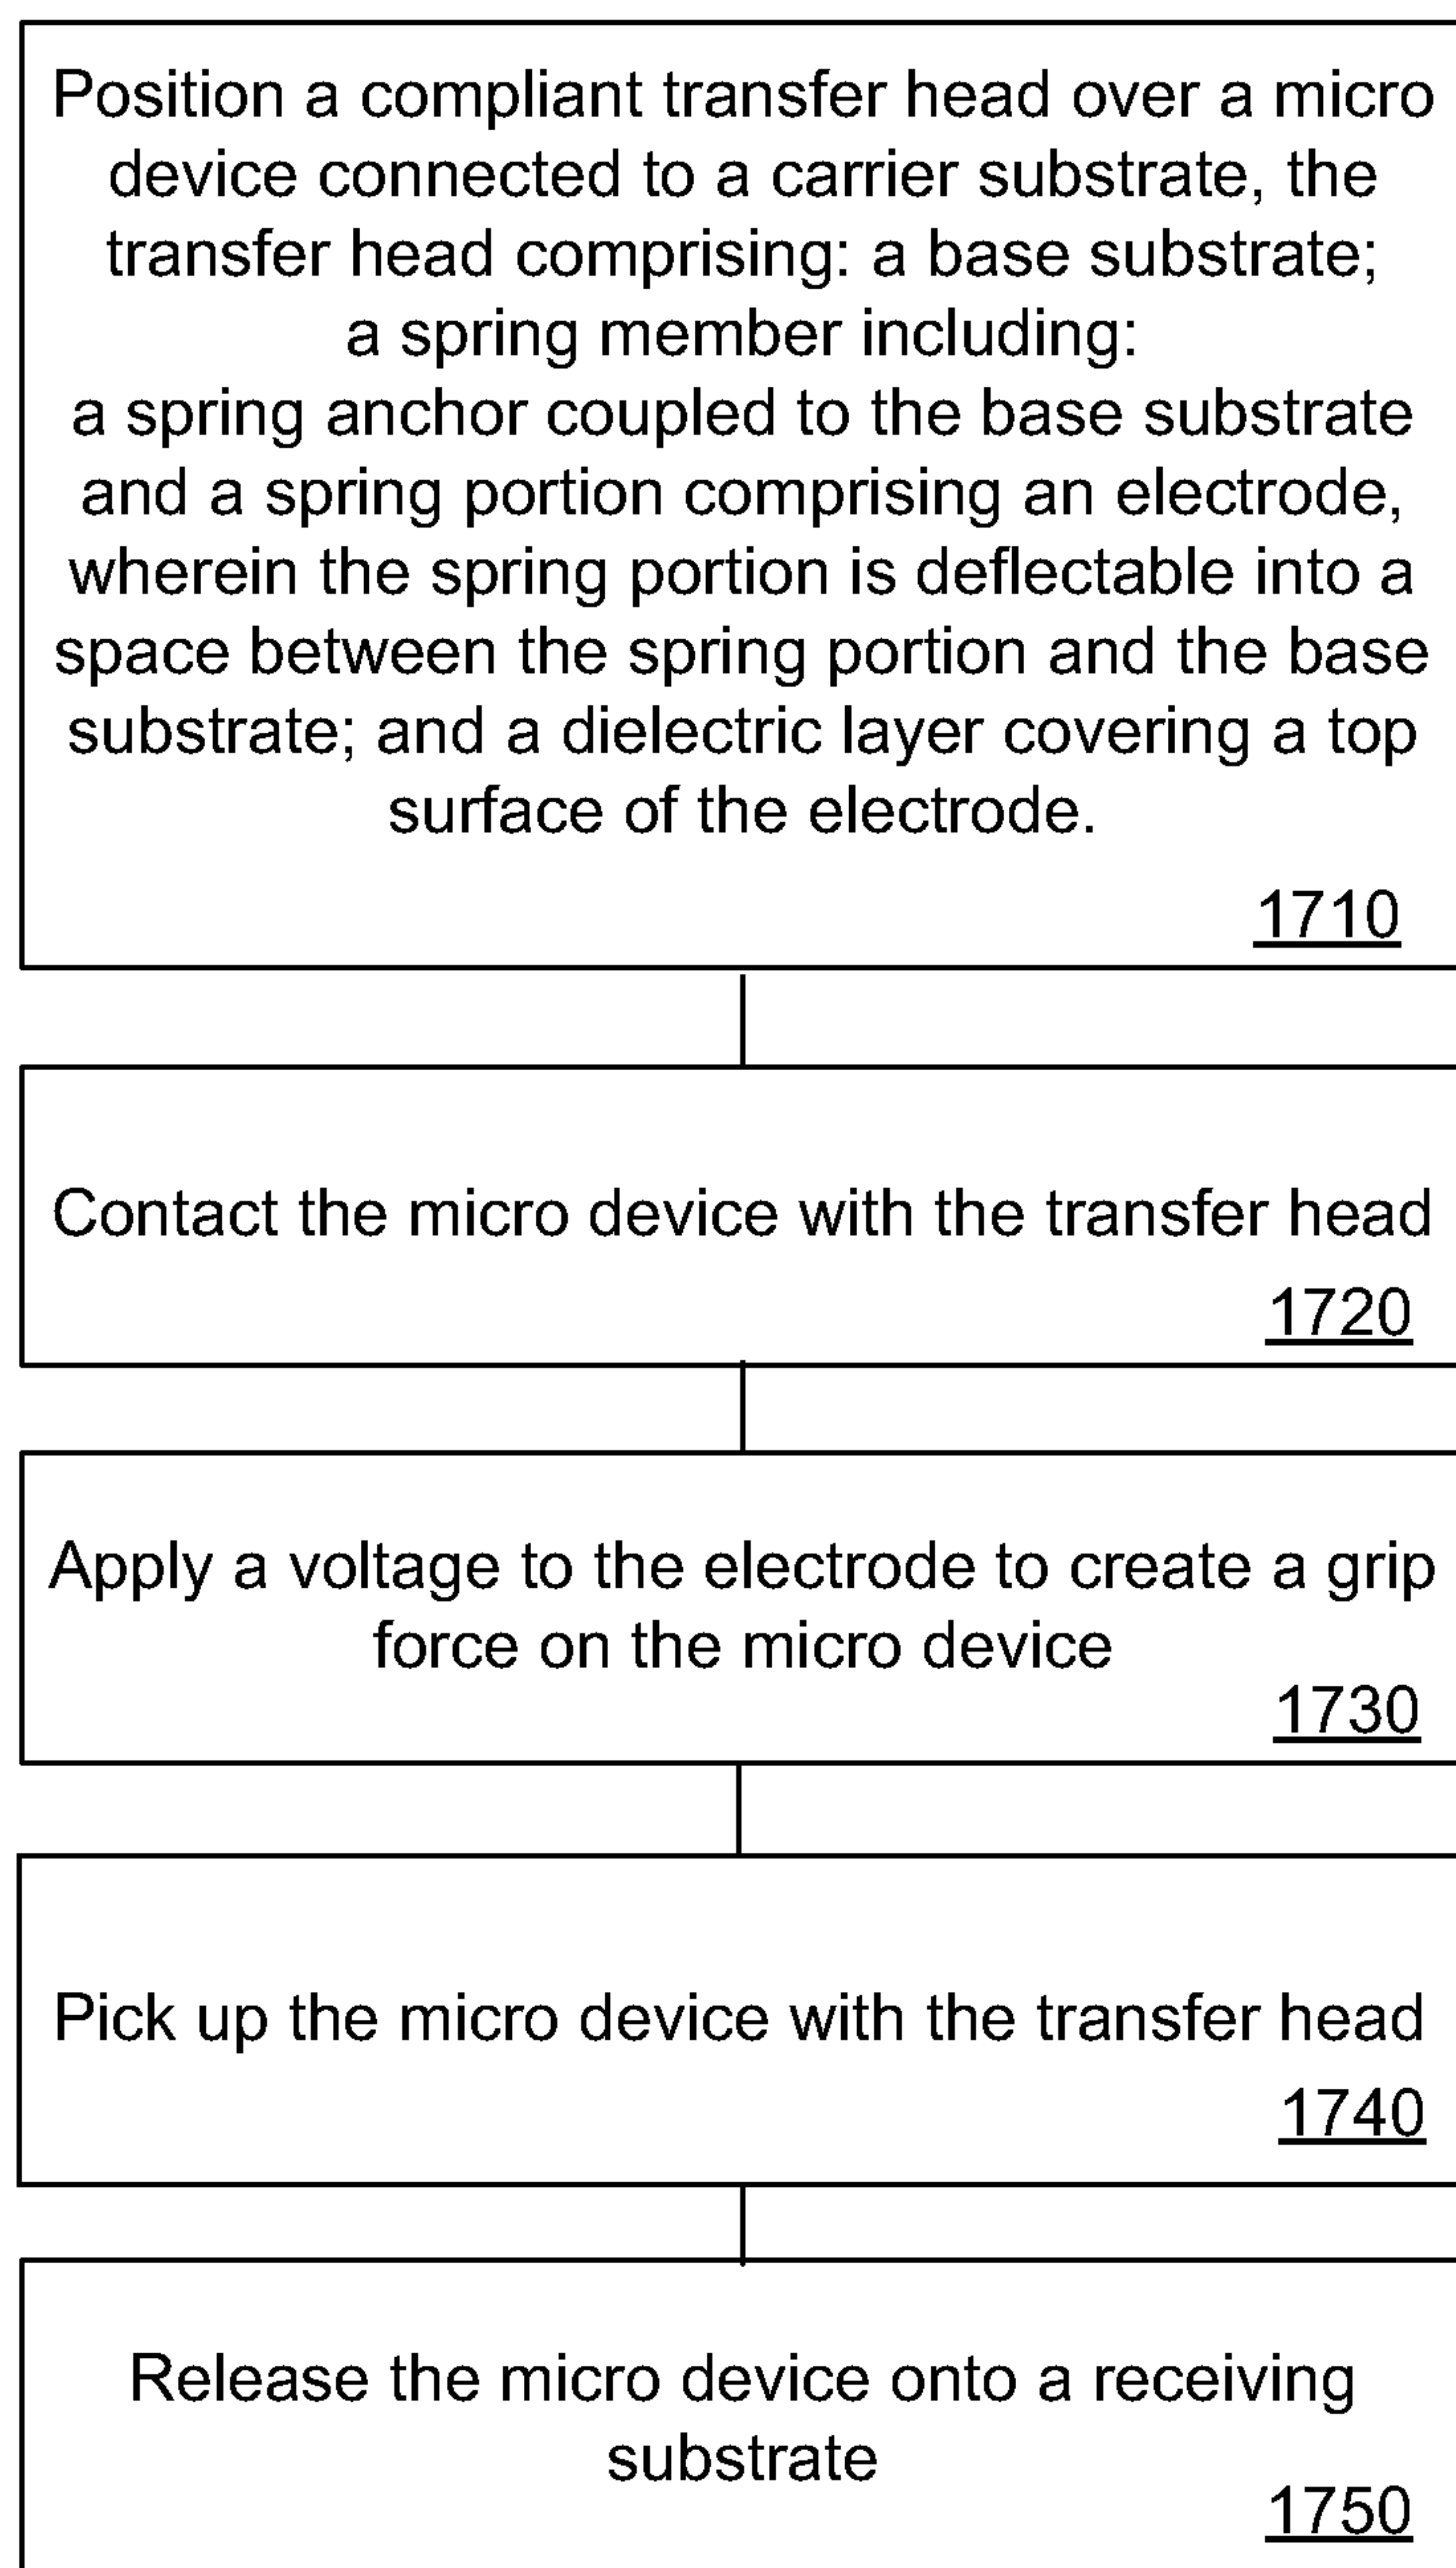 Position a compliant transfer head over a micro
device connected to a carrier substrate, the
transfer head comprising: a base substrate;
a spring member including:
a spring anchor coupled to the base substrate
and a spring portion comprising an electrode,
wherein the spring portion is deflectable into a
space between the spring portion and the base
substrate; and a dielectric layer covering a top
surface of the electrode.
1710
Contact the micro device with the transfer head
1720
Apply a voltage to the electrode to create a grip
force on the micro device
1730
Pick up the micro device with the transfer head
1740
Release the micro device onto a receiving
substrate
1750